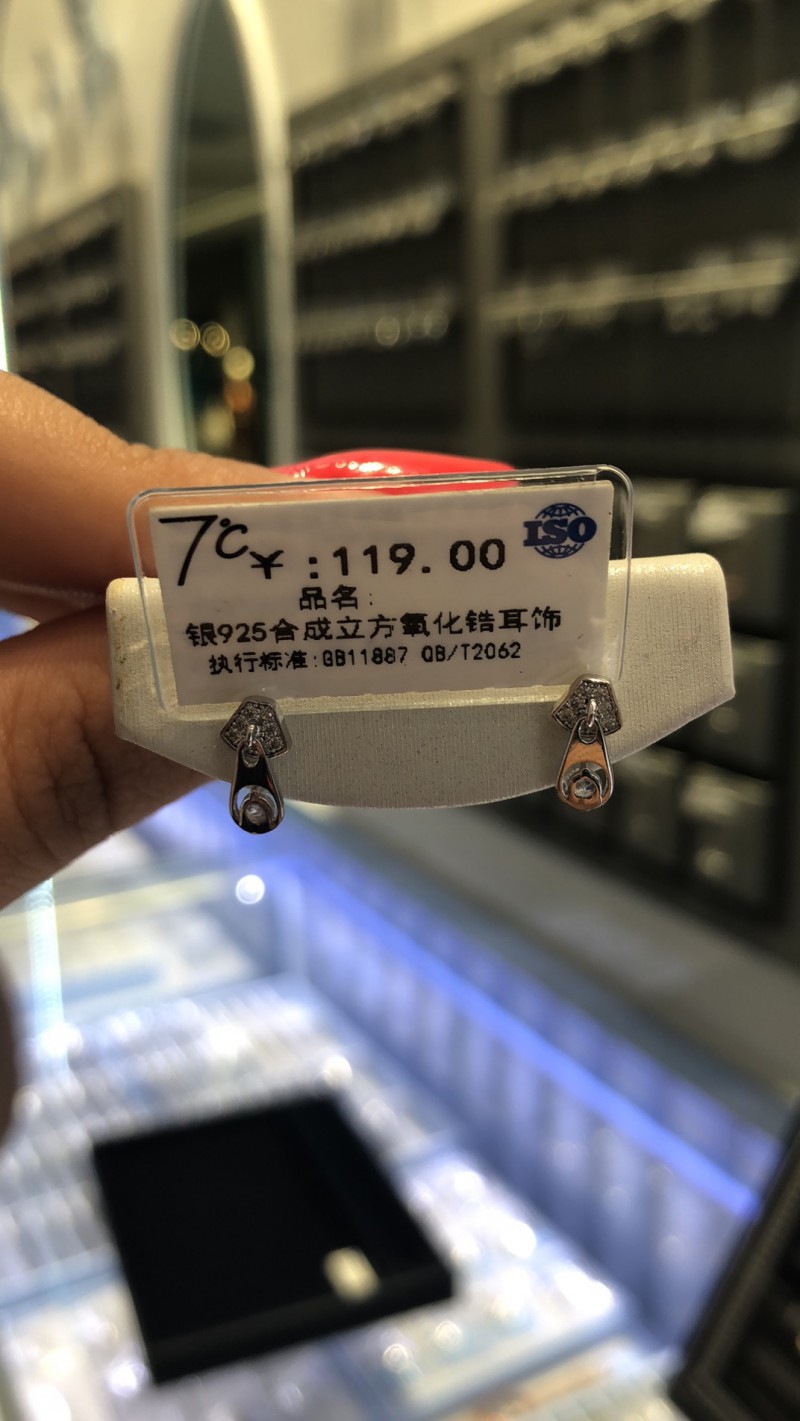 7℃ ¥:119.00 ISO
品名:
银925合成立方氧化锆耳饰
执行标准:GB11887 QB/T2062